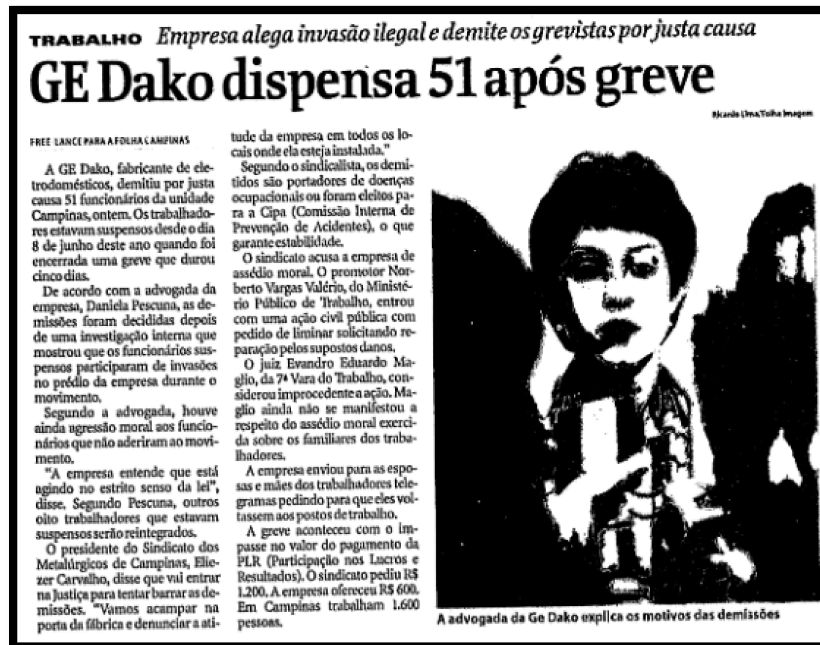 TRABALHO Empresa alega invasão ilegal e demite os grevistas por justa causa
GE Dako dispensa 51 após greve
Ricardo Lima/Folha Imagem
FREE-LANCE PARA A FOLHA CAMPINAS
A GE Dako, fabricante de ele-
trodomésticos, demitiu por justa
causa 51 funcionários da unidade
Campinas, ontem. Os trabalhado-
res estavam suspensos desde o dia
8 de junho deste ano quando foi
encerrada uma greve que durou
cinco dias.
De acordo com a advogada da
empresa, Daniela Pescuna, as de-
missões foram decididas depois
de uma investigação interna que
mostrou que os funcionários sus-
pensos participaram de invasões
no prédio da empresa durante o
movimento.
Segundo a advogada, houve
ainda agressão moral aos funcio-
nários que não aderiram ao movi-
mento.
"A empresa entende que está
agindo no estrito senso da lei",
disse. Segundo Pescuna, outros
oito trabalhadores que estavam
suspensos serão reintegrados.
O presidente do Sindicato dos
Metalúrgicos de Campinas, Elie-
zer Carvalho, disse que vai entrar
na Justiça para tentar barrar as de-
missões. "Vamos acampar na
porta da fábrica e denunciar a ati-
tude da empresa em todos os lo-
cais onde ela esteja instalada."
Segundo o sindicalista, os demi-
tidos são portadores de doenças
ocupacionais ou foram eleitos pa-
ra a Cipa (Comissão Interna de
Prevenção de Acidentes), o que
garante estabilidade.
O sindicato acusa a empresa de
assédio moral. O promotor Nor-
berto Vargas Valério, do Ministé-
rio Público de Trabalho, entrou
com uma ação civil pública com
pedido de liminar solicitando re-
paração pelos supostos danos.
O juiz Evandro Eduardo Ma-
glio, da 7ª Vara do Trabalho, con-
siderou improcedente a ação. Ma-
glio ainda não se manifestou a
respeito do assédio moral exerci-
da sobre os familiares dos traba-
lhadores.
A empresa enviou para as espo-
sas e mães dos trabalhadores tele-
gramas pedindo para que eles vol-
tassem aos postos de trabalho.
A greve aconteceu com o im-
passe no valor do pagamento da
PLR (Participação nos Lucros e
Resultados). O sindicato pediu R$
1.200. A empresa ofereceu R$ 600.
Em Campinas trabalham 1.600
pessoas.
A advogada da Ge Dako explica os motivos das demissões